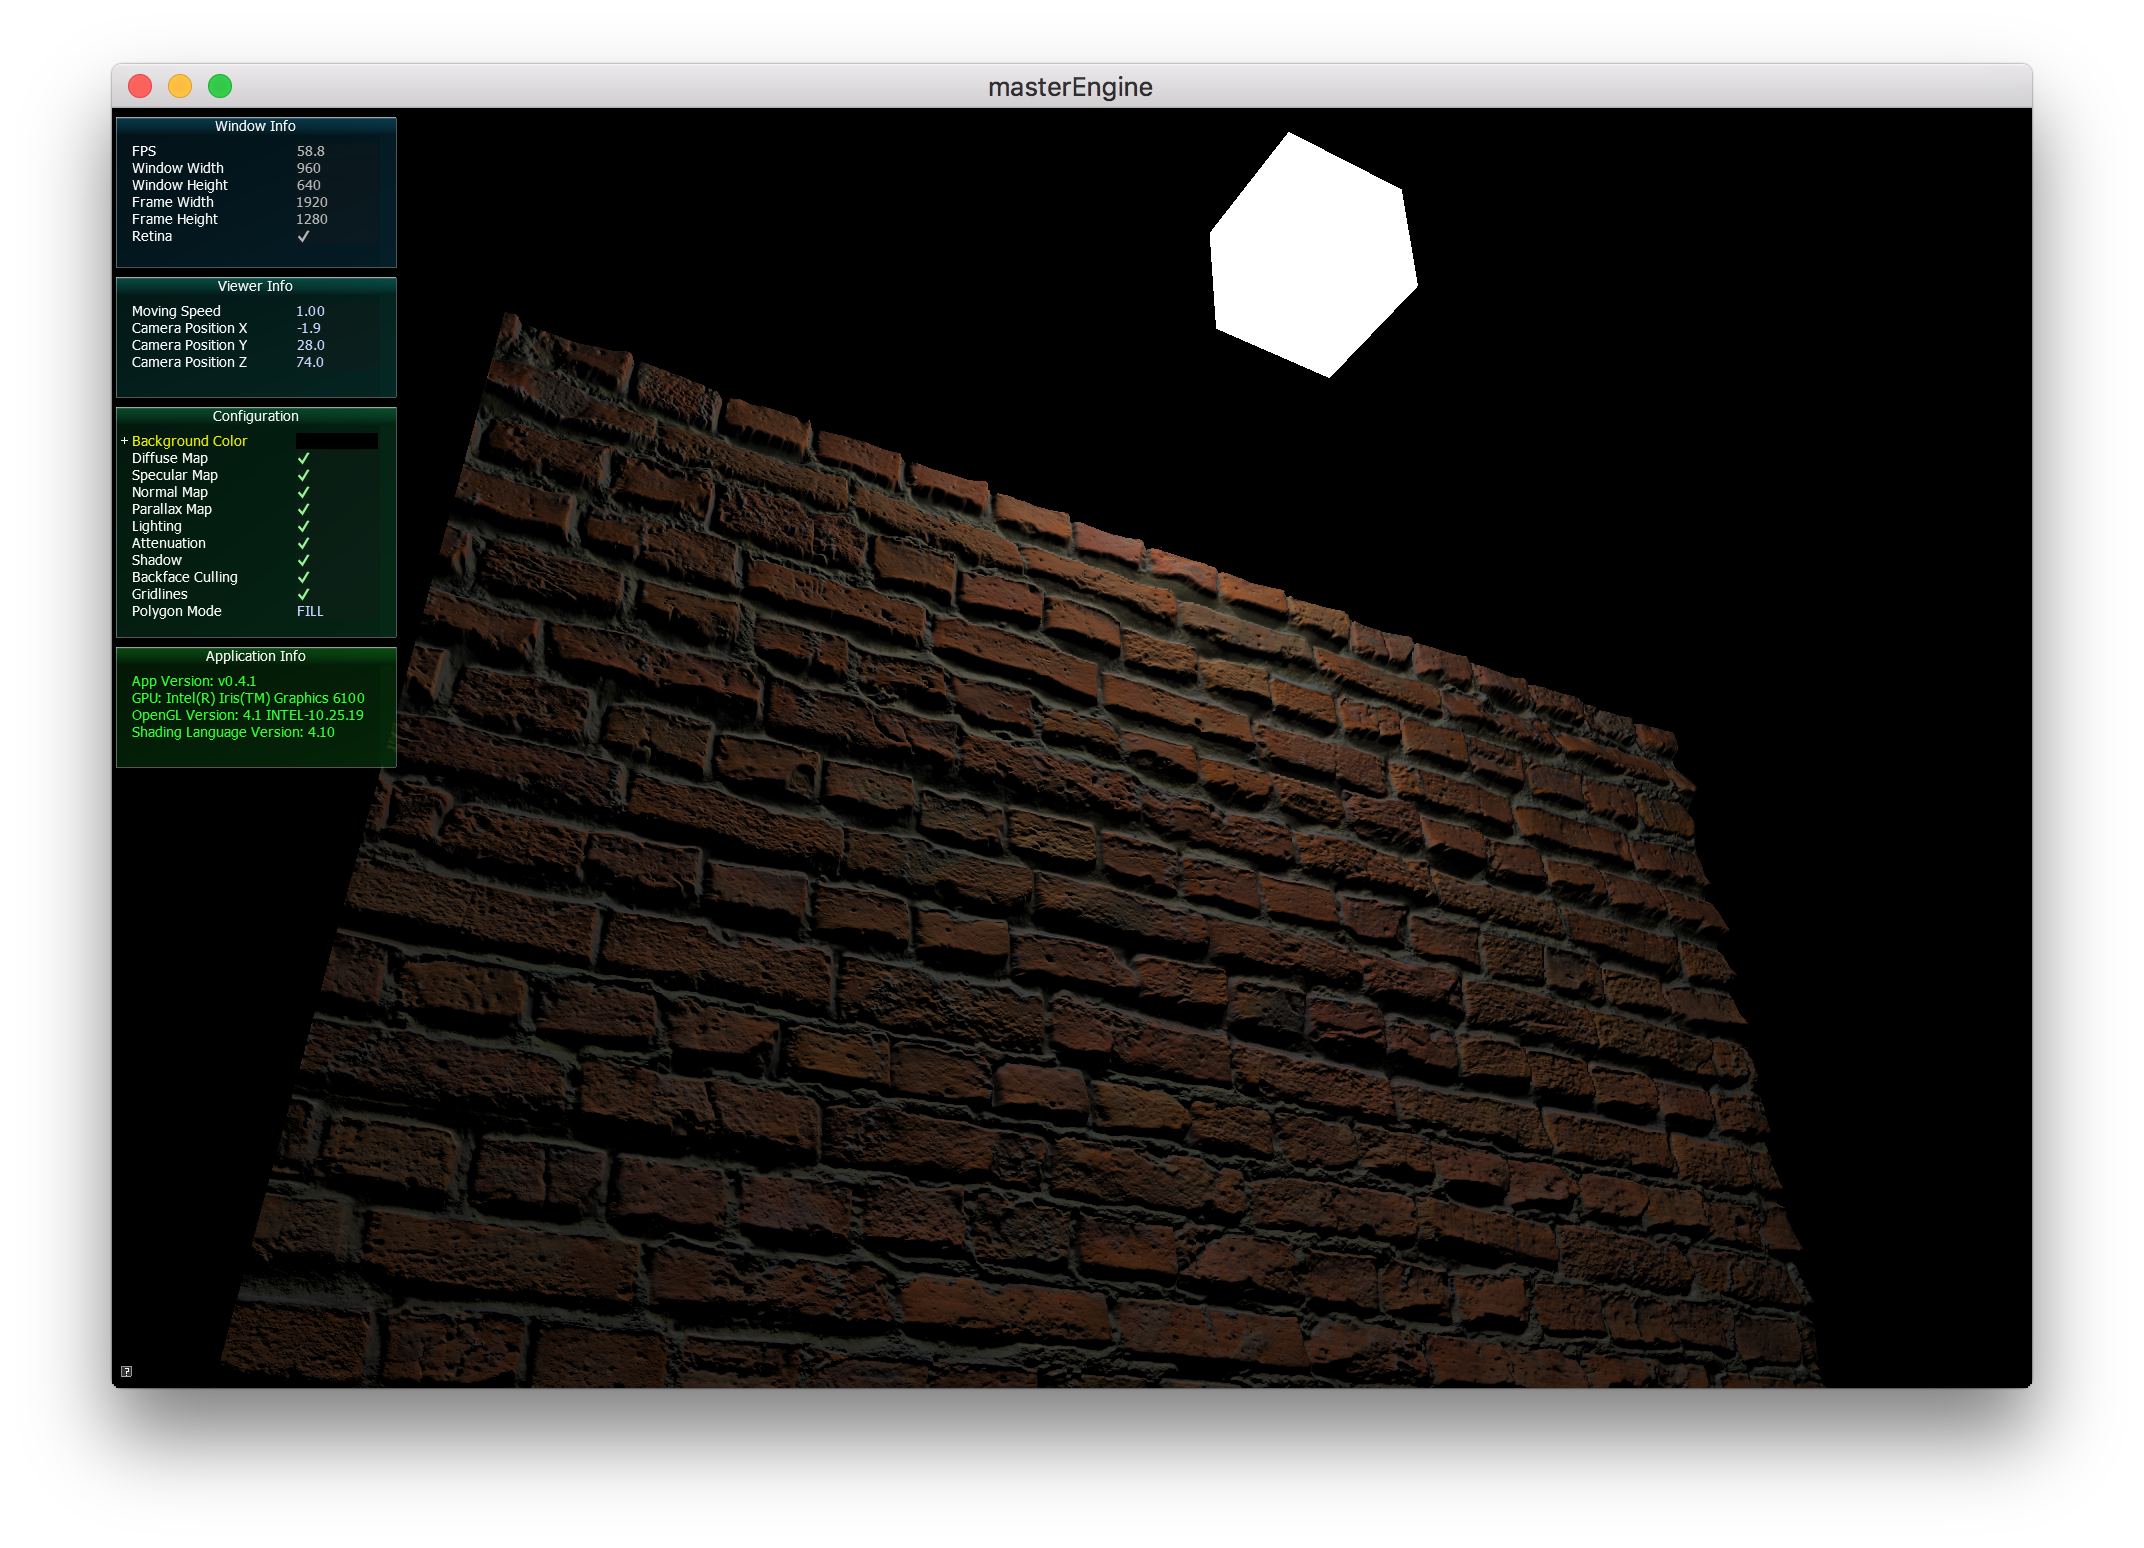 masterEngine
Window Info
FPS 58.8
Window Width 960
Window Height 640
Frame Width 1920
Frame Height 1280
Retina
Viewer Info
Moving Speed 1.00
Camera Position X -1.9
Camera Position Y 28.0
Camera Position Z 74.0
Configuration
+ Background Color
Diffuse Map
Specular Map
Normal Map
Parallax Map
Lighting
Attenuation
Shadow
Backface Culling
Gridlines
Polygon Mode FILL
Application Info
App Version: v0.4.1
GPU: Intel(R) Iris(TM) Graphics 6100
OpenGL Version: 4.1 INTEL-10.25.19
Shading Language Version: 4.10
?